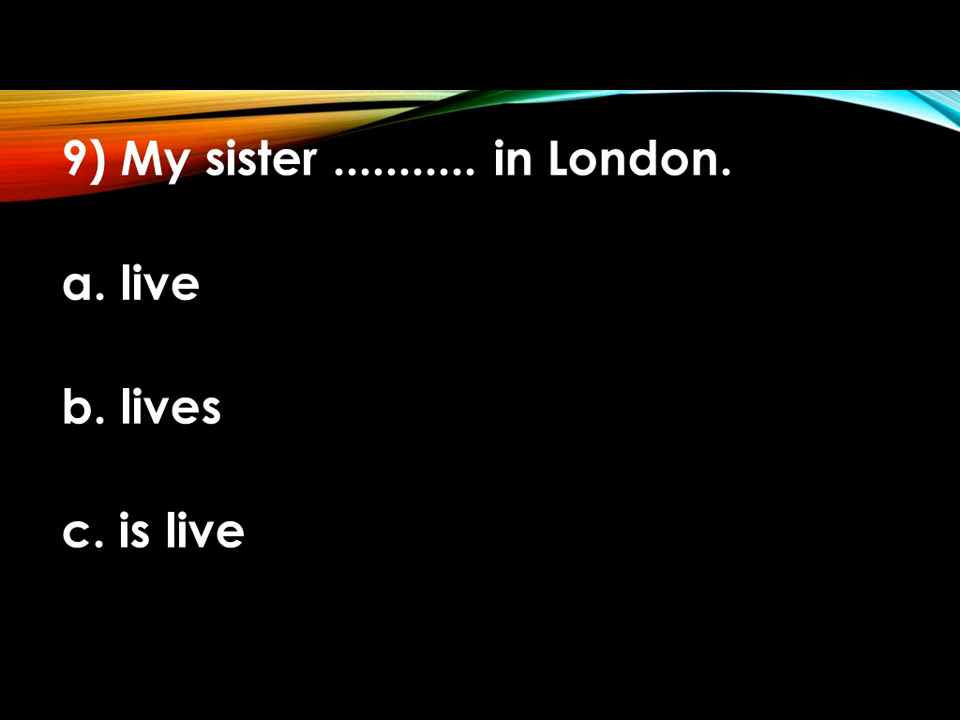 9) My sister ........... in London.
a. live
b. lives
c. is live